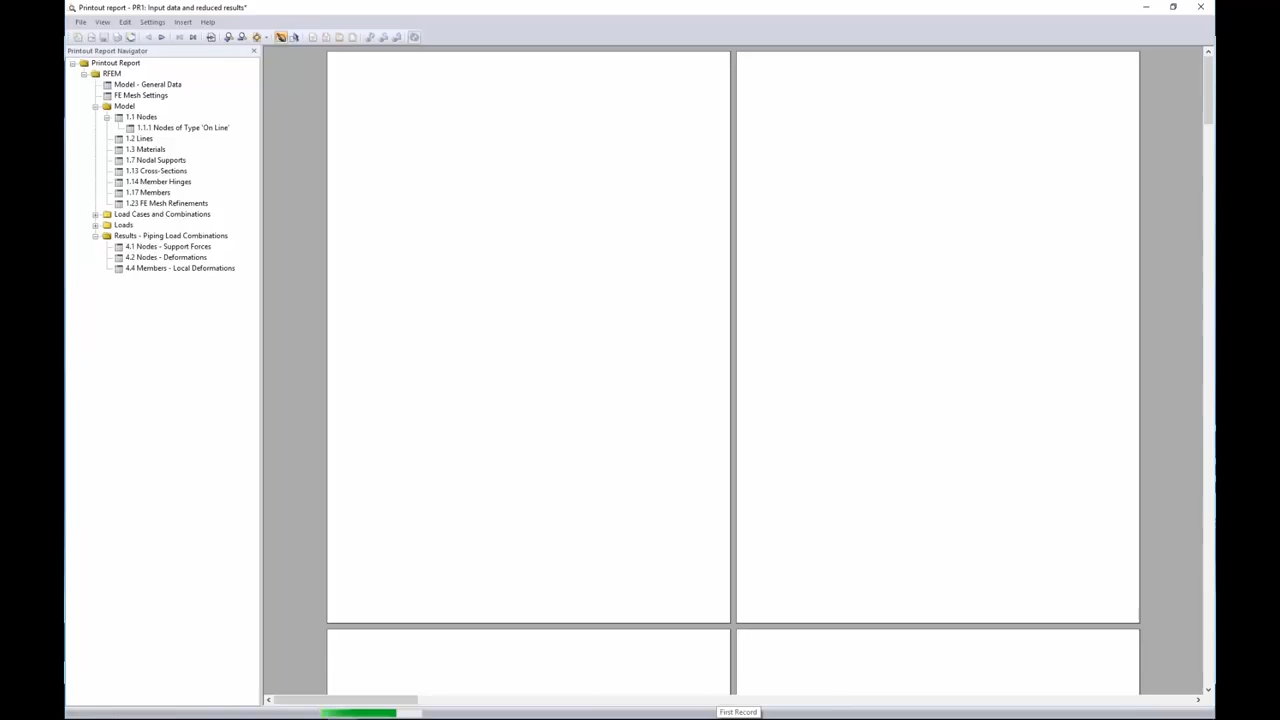 Printout report - PR1: Input data and reduced results*
File View Edit Settings Insert Help
Printout Report Navigator
Printout Report
RFEM
Model - General Data
FE Mesh Settings
Model
1.1 Nodes
1.1.1 Nodes of Type 'On Line'
1.2 Lines
1.3 Materials
1.7 Nodal Supports
1.13 Cross-Sections
1.14 Member Hinges
1.17 Members
1.23 FE Mesh Refinements
Load Cases and Combinations
Loads
Results - Piping Load Combinations
4.1 Nodes - Support Forces
4.2 Nodes - Deformations
4.4 Members - Local Deformations
First Record